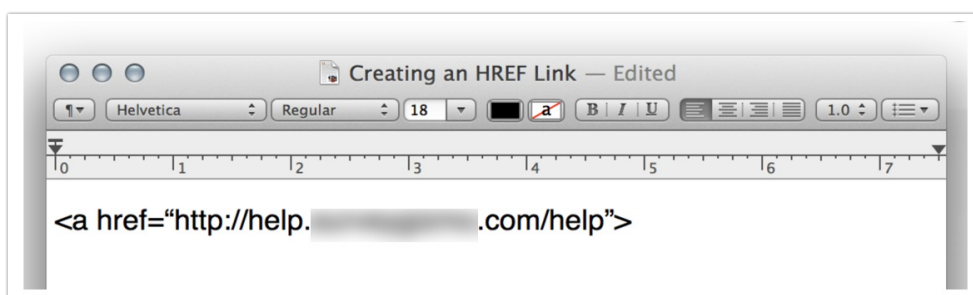 Creating an HREF Link — Edited
¶ Helvetica Regular 18 a B I U 1.0
0 1 2 3 4 5 6 7
<a href=“http://help. .com/help”>